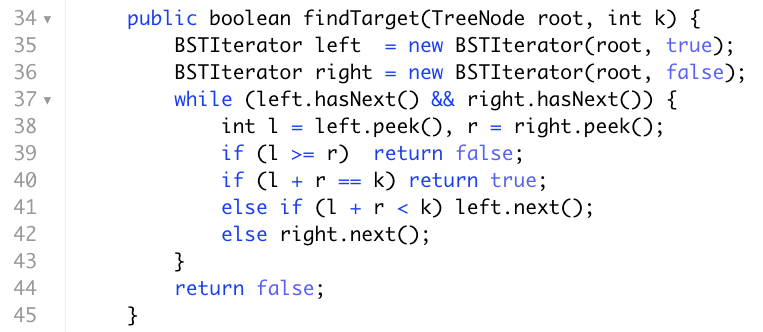 34 ▼ public boolean findTarget(TreeNode root, int k) {
35 BSTIterator left  = new BSTIterator(root, true);
36 BSTIterator right = new BSTIterator(root, false);
37 ▼ while (left.hasNext() && right.hasNext()) {
38 int l = left.peek(), r = right.peek();
39 if (l >= r)  return false;
40 if (l + r == k) return true;
41 else if (l + r < k) left.next();
42 else right.next();
43 }
44 return false;
45 }